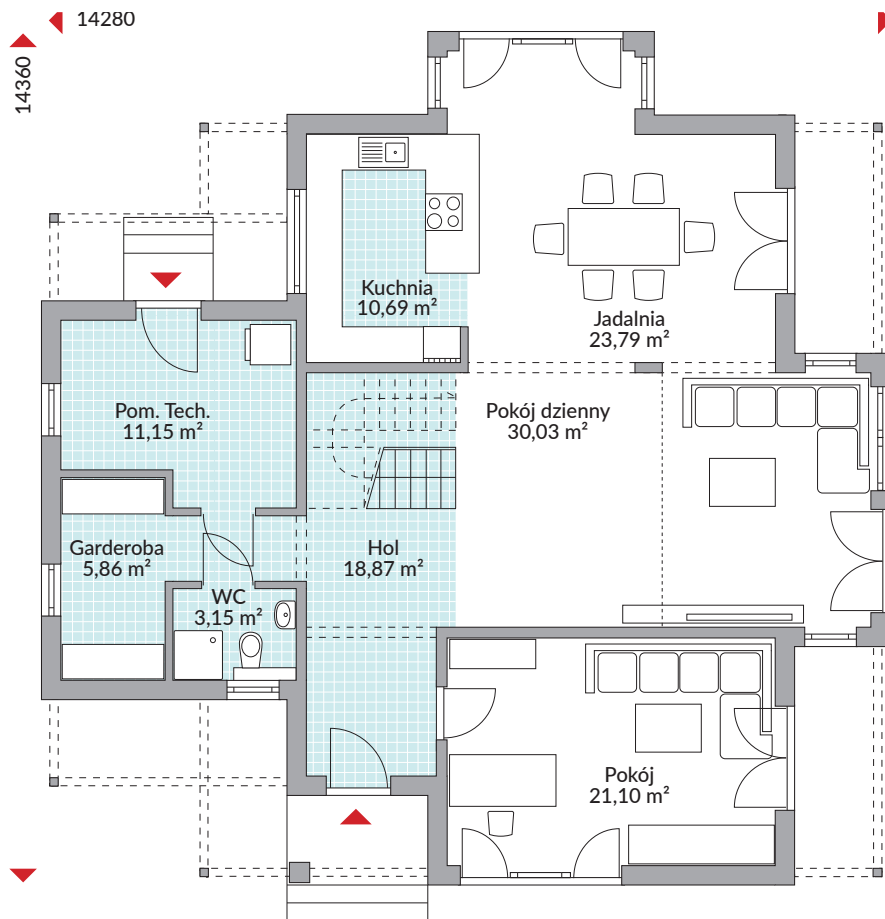 14280
14360
Kuchnia
10,69 m²
Jadalnia
23,79 m²
Pom. Tech.
11,15 m²
Pokój dzienny
30,03 m²
Garderoba
5,86 m²
Hol
18,87 m²
WC
3,15 m²
Pokój
21,10 m²